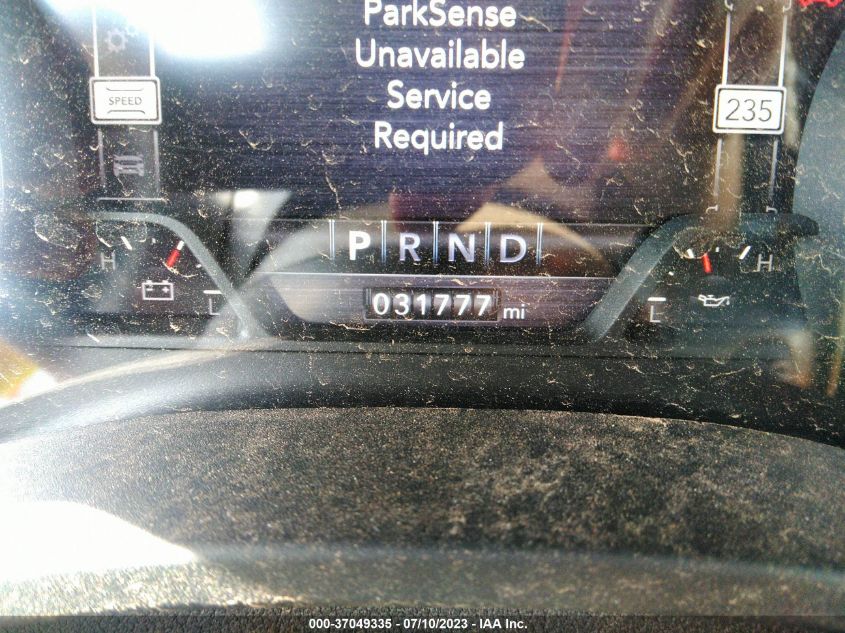 ParkSense
Unavailable
Service
Required
SPEED
235
P R N D
H
L
031777 mi
H
L
000-37049335 - 07/10/2023 - IAA Inc.